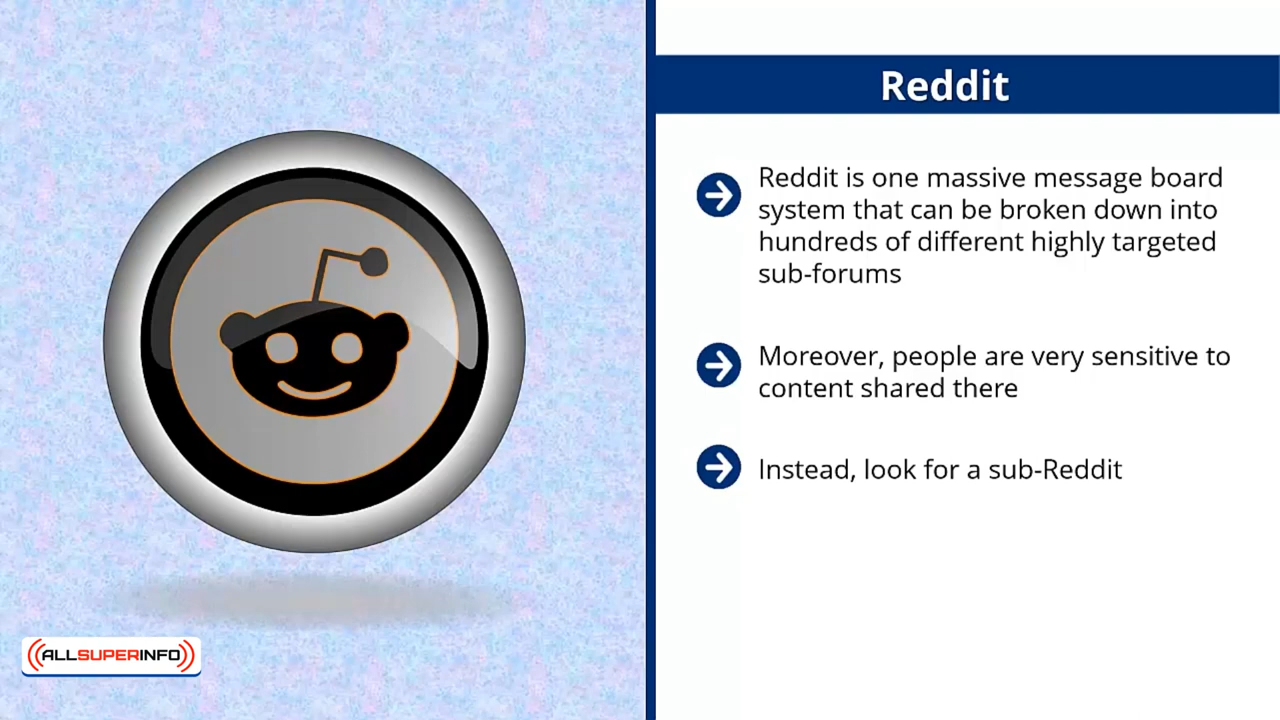 Reddit
Reddit is one massive message board
system that can be broken down into
hundreds of different highly targeted
sub-forums
Moreover, people are very sensitive to
content shared there
Instead, look for a sub-Reddit
ALLSUPERINFO